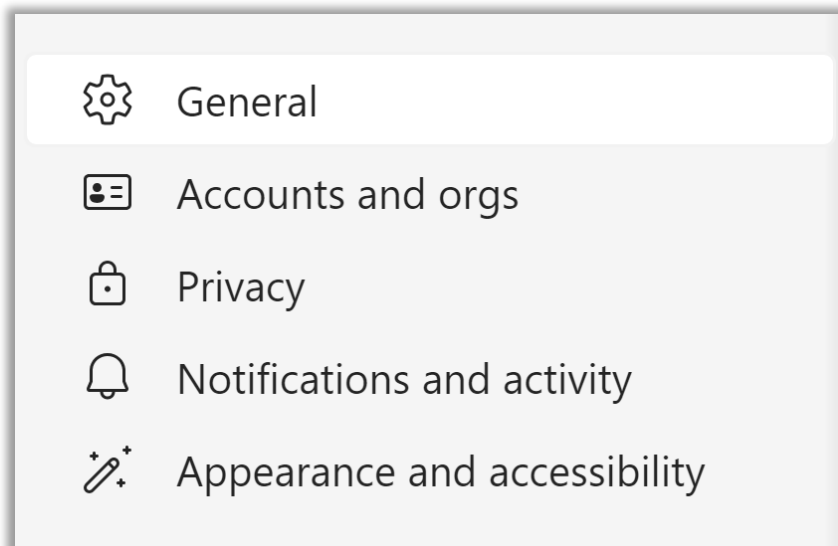 General
Accounts and orgs
Privacy
Notifications and activity
Appearance and accessibility